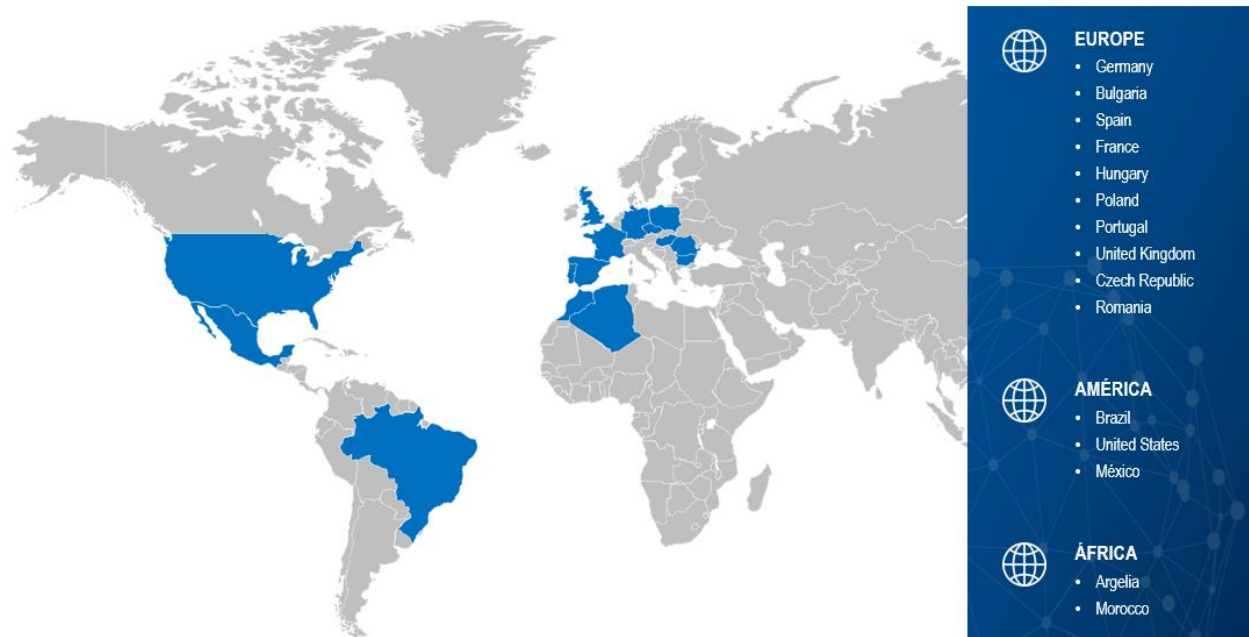 EUROPE
• Germany
• Bulgaria
• Spain
• France
• Hungary
• Poland
• Portugal
• United Kingdom
• Czech Republic
• Romania
AMÉRICA
• Brazil
• United States
• México
ÁFRICA
• Argelia
• Morocco